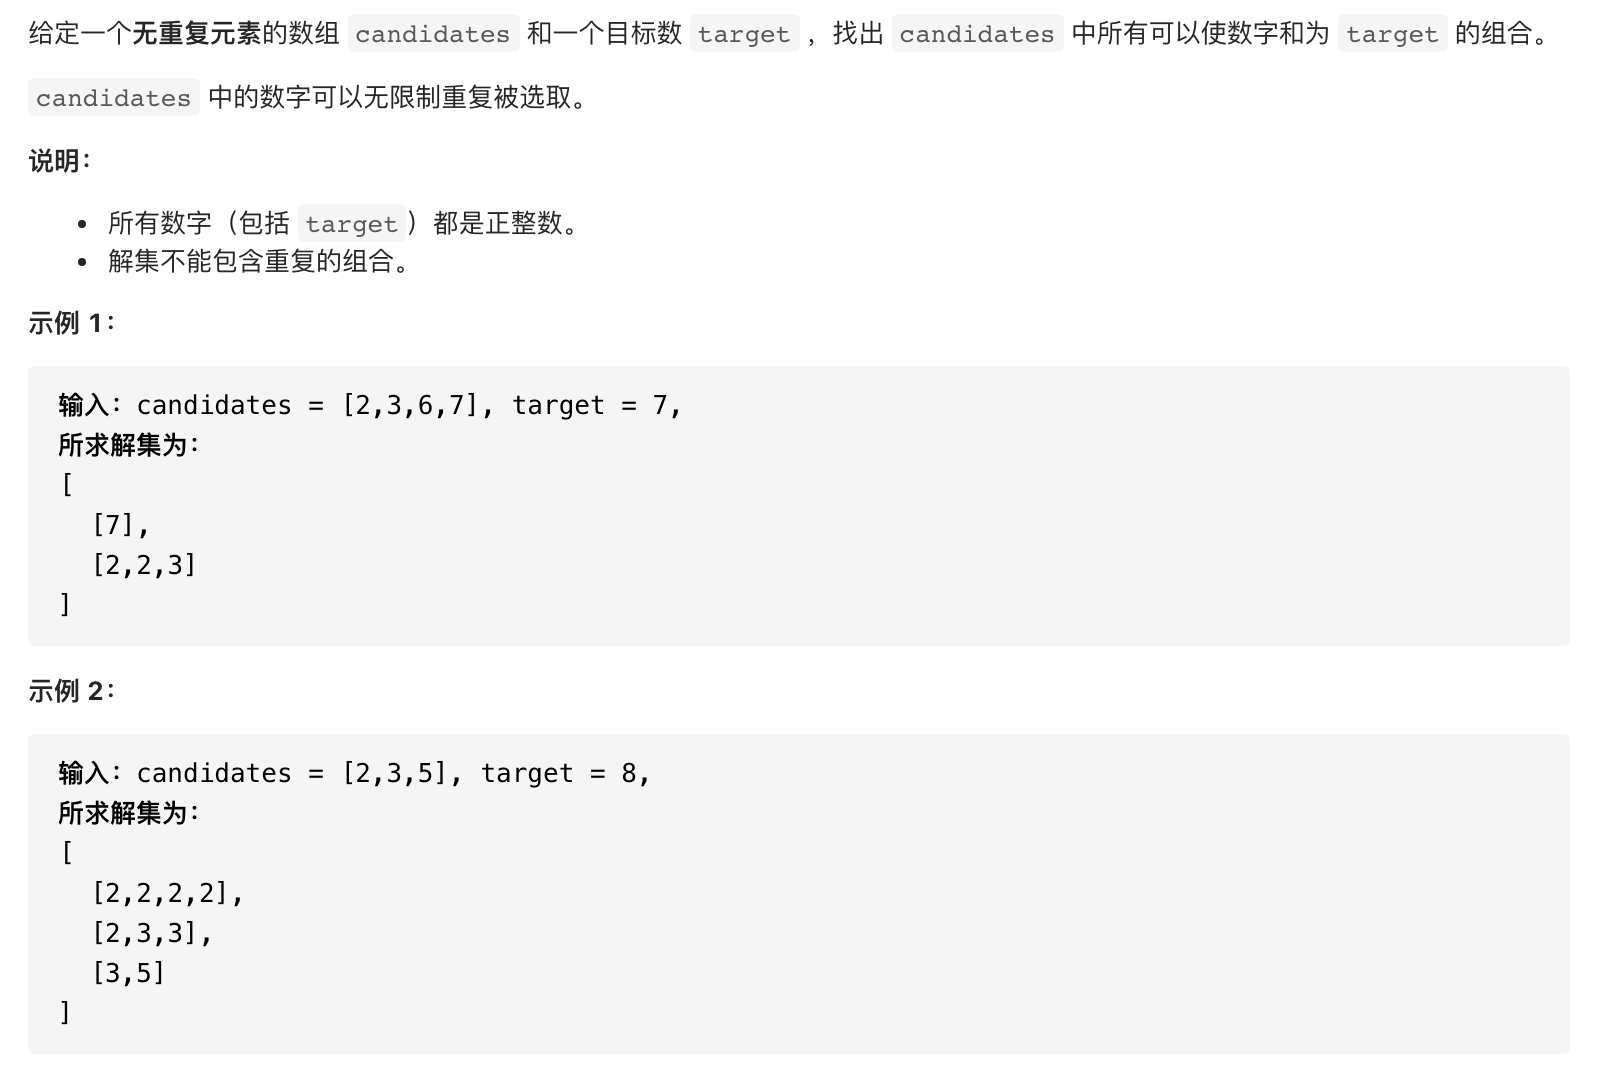 给定一个无重复元素的数组 candidates 和一个目标数 target ，找出 candidates 中所有可以使数字和为 target 的组合。
candidates 中的数字可以无限制重复被选取。
说明：
• 所有数字（包括 target）都是正整数。
• 解集不能包含重复的组合。
示例 1：
输入：candidates = [2,3,6,7], target = 7,
所求解集为：
[
[7],
[2,2,3]
]
示例 2：
输入：candidates = [2,3,5], target = 8,
所求解集为：
[
[2,2,2,2],
[2,3,3],
[3,5]
]